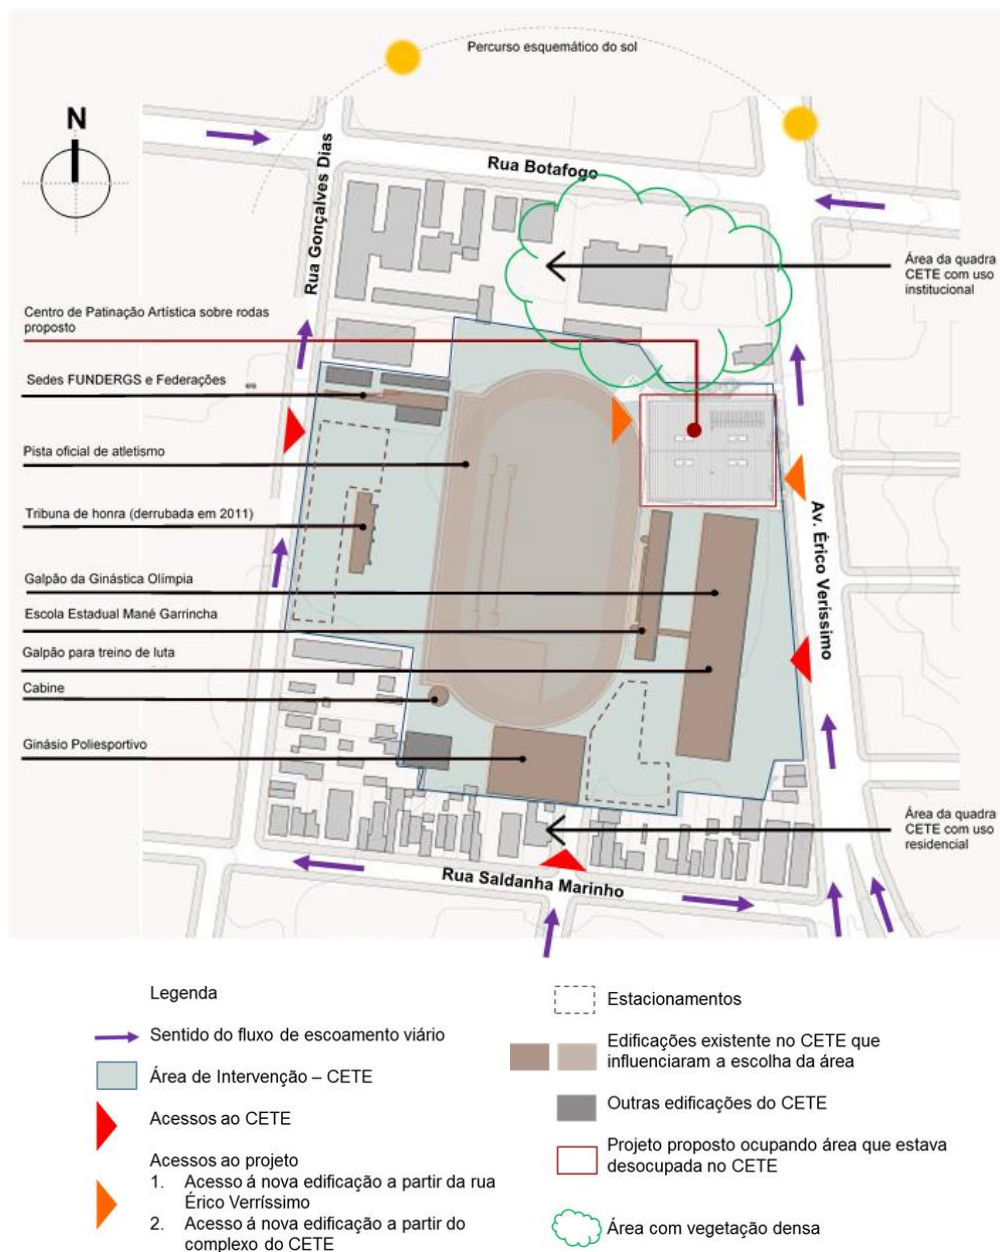 Percurso esquemático do sol
N
Rua Botafogo
Rua Gonçalves Dias
Área da quadra
CETE com uso
institucional
Centro de Patinação Artística sobre rodas
proposto
Sedes FUNDERGS e Federações
Pista oficial de atletismo
Tribuna de honra (derrubada em 2011)
Av. Érico Veríssimo
Galpão da Ginástica Olímpia
Escola Estadual Mané Garrincha
Galpão para treino de luta
Cabine
Ginásio Poliesportivo
Área da quadra
CETE com uso
residencial
Rua Saldanha Marinho
Legenda
Sentido do fluxo de escoamento viário
Área de Intervenção – CETE
Acessos ao CETE
Acessos ao projeto
1. Acesso á nova edificação a partir da rua
Érico Verríssimo
2. Acesso á nova edificação a partir do
complexo do CETE
Estacionamentos
Edificações existente no CETE que
influenciaram a escolha da área
Outras edificações do CETE
Projeto proposto ocupando área que estava
desocupada no CETE
Área com vegetação densa